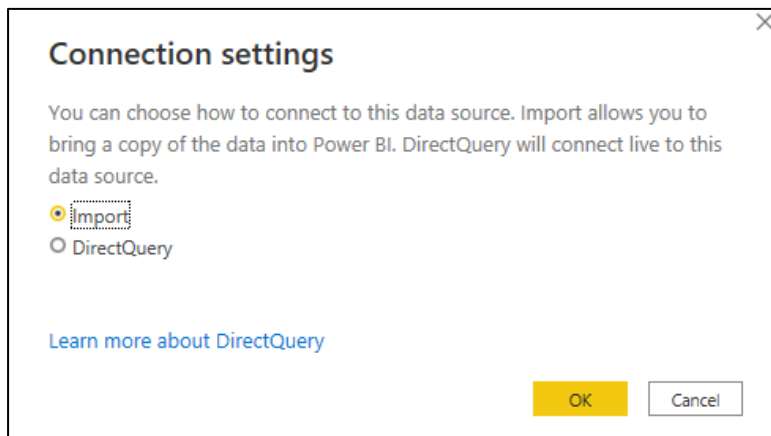 Connection settings
You can choose how to connect to this data source. Import allows you to
bring a copy of the data into Power BI. DirectQuery will connect live to this
data source.
Import
DirectQuery
Learn more about DirectQuery
OK Cancel